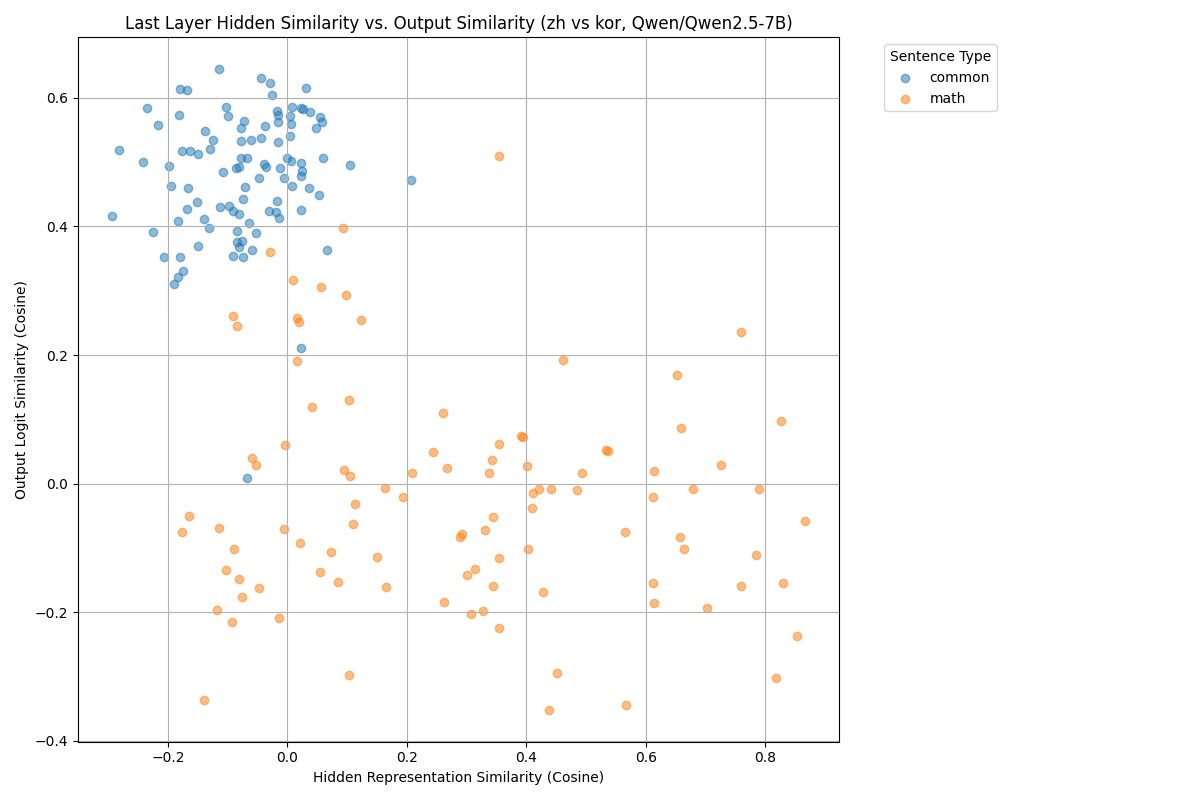 Last Layer Hidden Similarity vs. Output Similarity (zh vs kor, Qwen/Qwen2.5-7B)
Sentence Type
common
math
Output Logit Similarity (Cosine)
0.6
0.4
0.2
0.0
−0.2
−0.4
−0.2
0.0
0.2
0.4
0.6
0.8
Hidden Representation Similarity (Cosine)